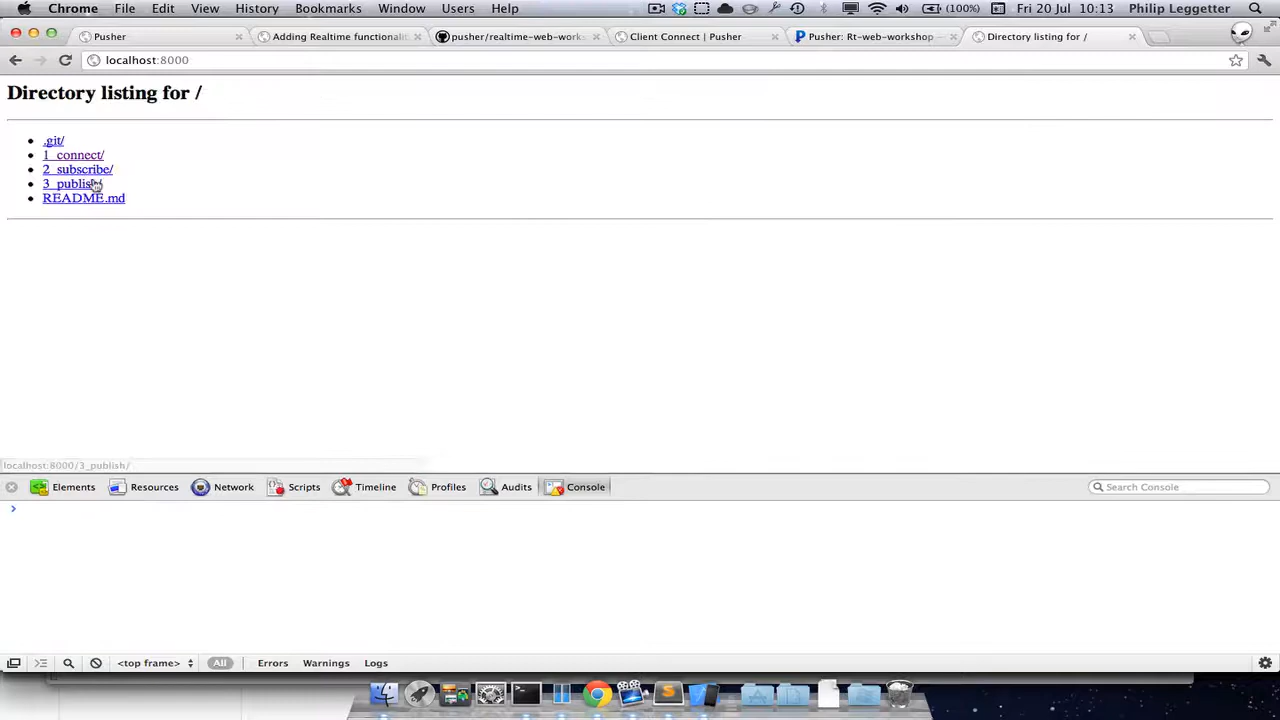 Chrome File Edit View History Bookmarks Window Users Help (100%) Fri 20 Jul 10:13 Philip Leggetter
Pusher Adding Realtime functionali pusher/realtime-web-works Client Connect | Pusher Pusher: Rt-web-workshop Directory listing for /
localhost:8000
Directory listing for /
.git/
1_connect/
2_subscribe/
3_publish/
README.md
localhost:8000/3_publish/
Elements Resources Network Scripts Timeline Profiles Audits Console Search Console
<top frame> All Errors Warnings Logs